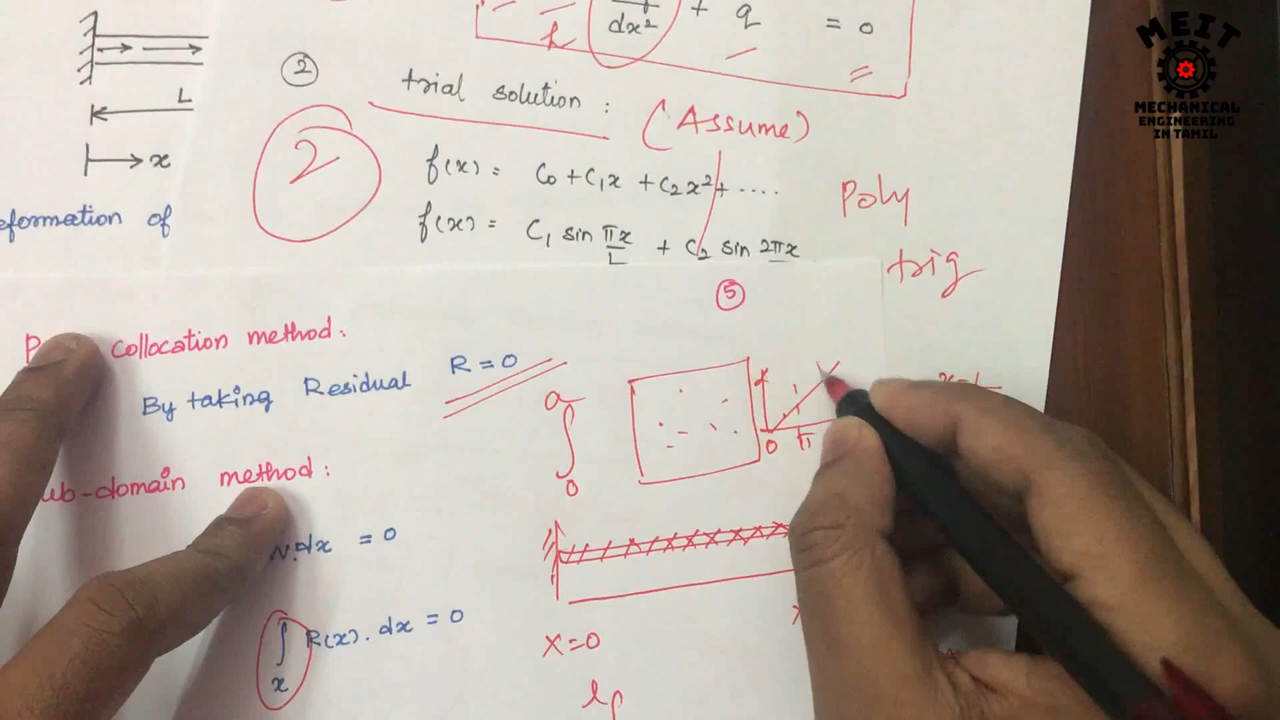 dx² + q = 0
k
L
② trial solution : (Assume)
2
x
f(x) = C₀ + C₁x + C₂x² + ....
Poly
eformation of
f(x) = C₁ sin πx/L + C₂ sin 2πx
trig
⑤
P Collocation method:
By taking Residual R = 0
a
∫
0
0
ub-domain method:
dx = 0
∫ R(x). dx = 0
x
X=0
MEIT
MECHANICAL
ENGINEERING
IN TAMIL